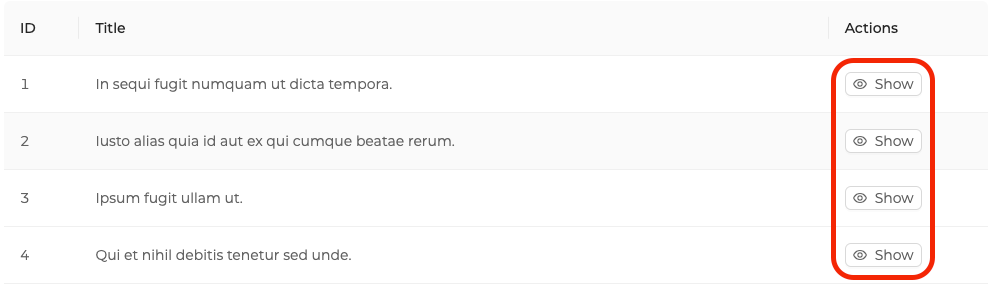 ID Title Actions
1 In sequi fugit numquam ut dicta tempora. Show
2 Iusto alias quia id aut ex qui cumque beatae rerum. Show
3 Ipsum fugit ullam ut. Show
4 Qui et nihil debitis tenetur sed unde. Show